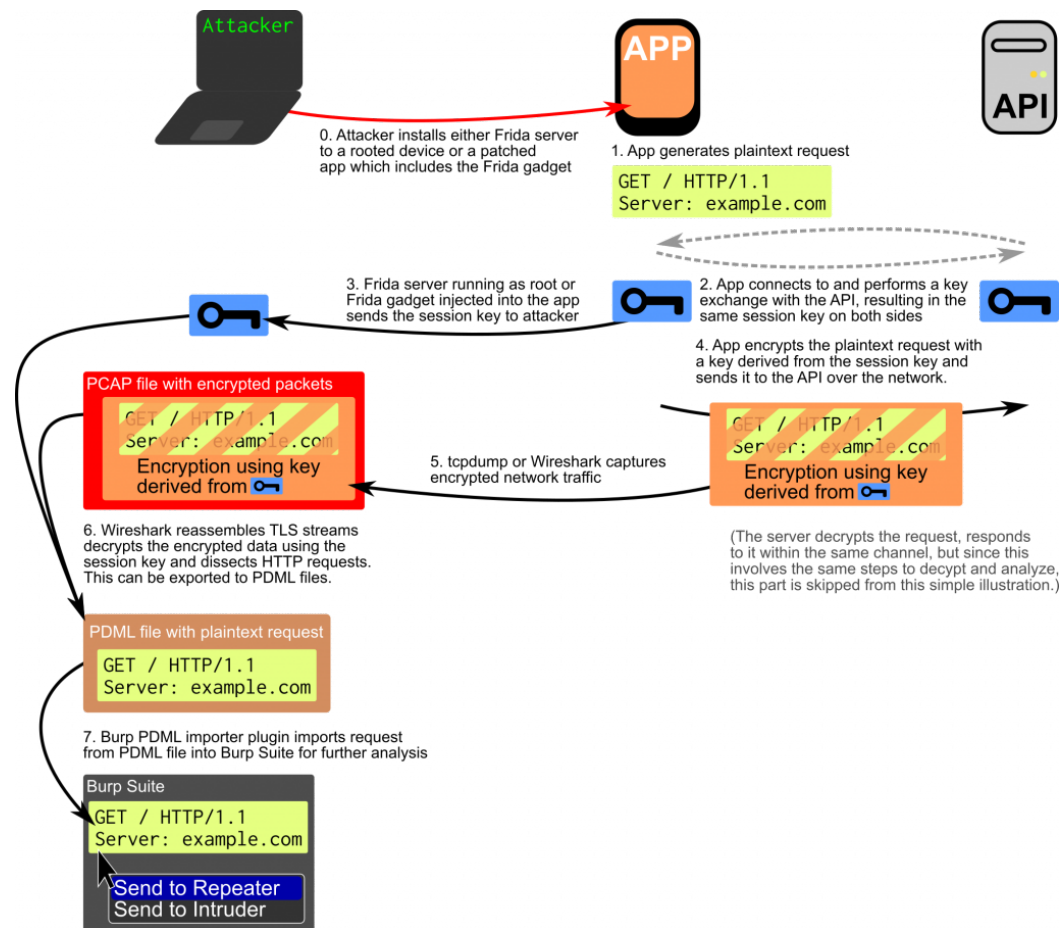 Attacker
APP
API
0. Attacker installs either Frida server
to a rooted device or a patched
app which includes the Frida gadget
1. App generates plaintext request
GET / HTTP/1.1
Server: example.com
3. Frida server running as root or
Frida gadget injected into the app
sends the session key to attacker
2. App connects to and performs a key
exchange with the API, resulting in the
same session key on both sides
4. App encrypts the plaintext request with
a key derived from the session key and
sends it to the API over the network.
PCAP file with encrypted packets
GET / HTTP/1.1
Server: example.com
Encryption using key
derived from
5. tcpdump or Wireshark captures
encrypted network traffic
GET / HTTP/1.1
Server: example.com
Encryption using key
derived from
6. Wireshark reassembles TLS streams
decrypts the encrypted data using the
session key and dissects HTTP requests.
This can be exported to PDML files.
(The server decrypts the request, responds
to it within the same channel, but since this
involves the same steps to decypt and analyze,
this part is skipped from this simple illustration.)
PDML file with plaintext request
GET / HTTP/1.1
Server: example.com
7. Burp PDML importer plugin imports request
from PDML file into Burp Suite for further analysis
Burp Suite
GET / HTTP/1.1
Server: example.com
Send to Repeater
Send to Intruder